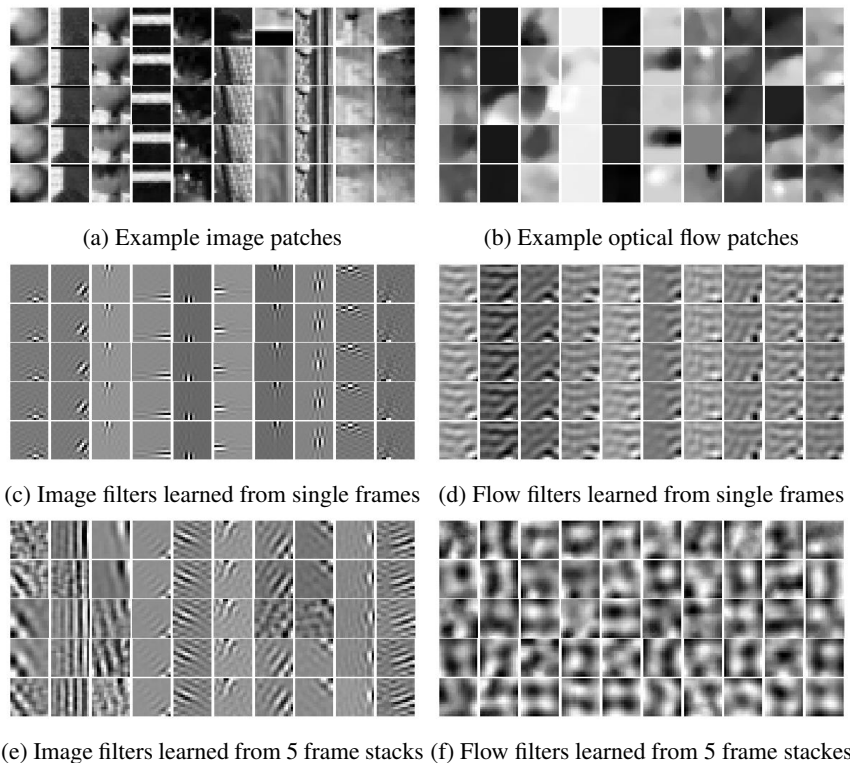 (a) Example image patches
(b) Example optical flow patches
(c) Image filters learned from single frames
(d) Flow filters learned from single frames
(e) Image filters learned from 5 frame stacks
(f) Flow filters learned from 5 frame stackes